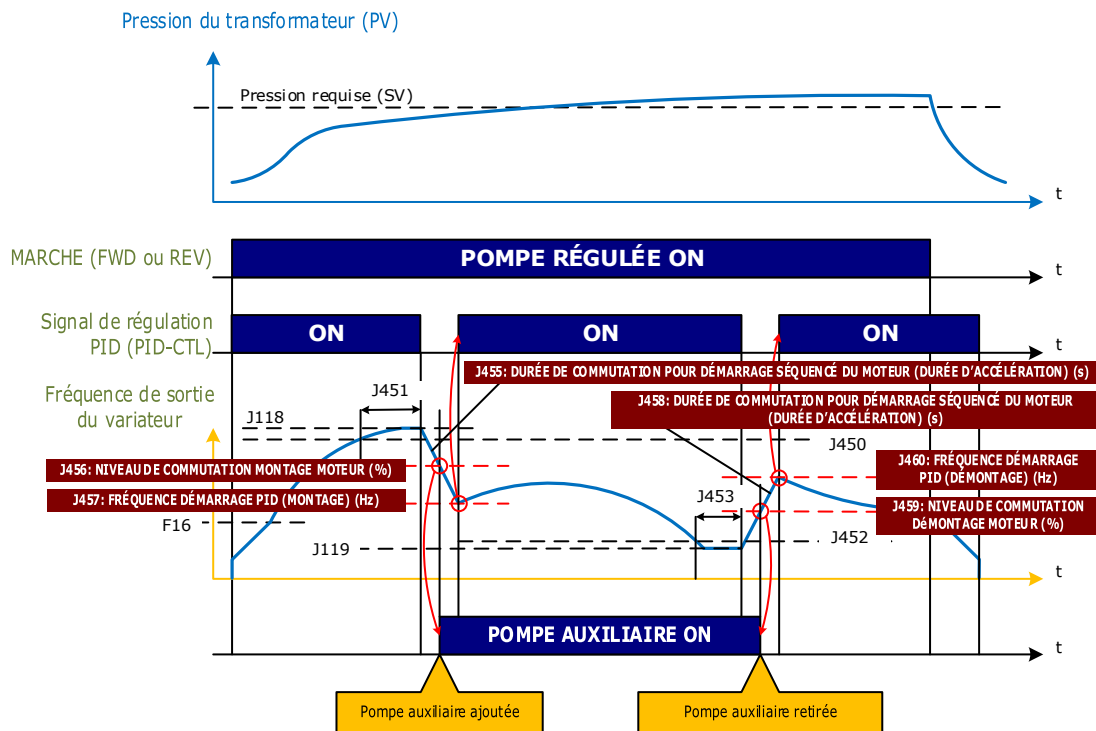 Pression du transformateur (PV)
Pression requise (SV)
t
MARCHE (FWD ou REV)
POMPE RÉGULÉE ON
t
Signal de régulation
PID (PID-CTL)
ON
ON
ON
t
J455: DURÉE DE COMMUTATION POUR DÉMARRAGE SÉQUENCÉ DU MOTEUR (DURÉE D'ACCÉLÉRATION) (s)
Fréquence de sortie
du variateur
J451
J458: DURÉE DE COMMUTATION POUR DÉMARRAGE SÉQUENCÉ DU MOTEUR
(DURÉE D'ACCÉLÉRATION) (s)
J118
J450
J456: NIVEAU DE COMMUTATION MONTAGE MOTEUR (%)
J460: FRÉQUENCE DÉMARRAGE
PID (DÉMONTAGE) (Hz)
J457: FRÉQUENCE DÉMARRAGE PID (MONTAGE) (Hz)
J453
J459: NIVEAU DE COMMUTATION
DéMONTAGE MOTEUR (%)
F16
J119
J452
t
POMPE AUXILIAIRE ON
t
Pompe auxiliaire ajoutée
Pompe auxiliaire retirée